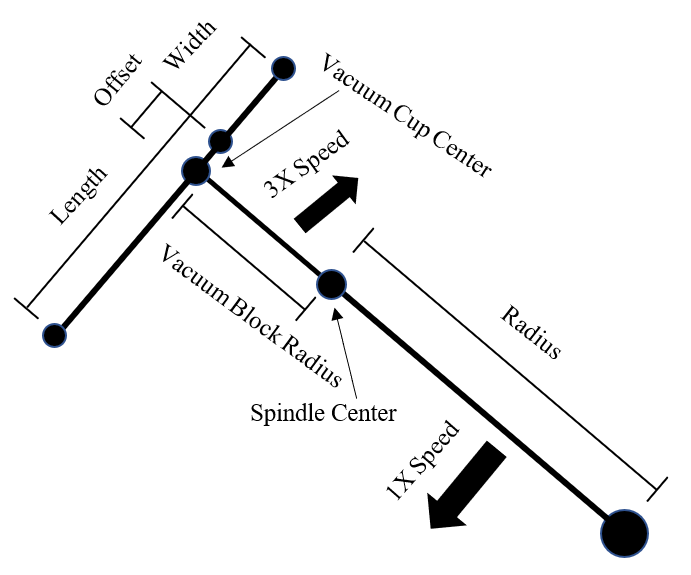 Width
Offset
Vacuum Cup Center
3X Speed
Length
Vacuum Block Radius
Radius
Spindle Center
1X Speed